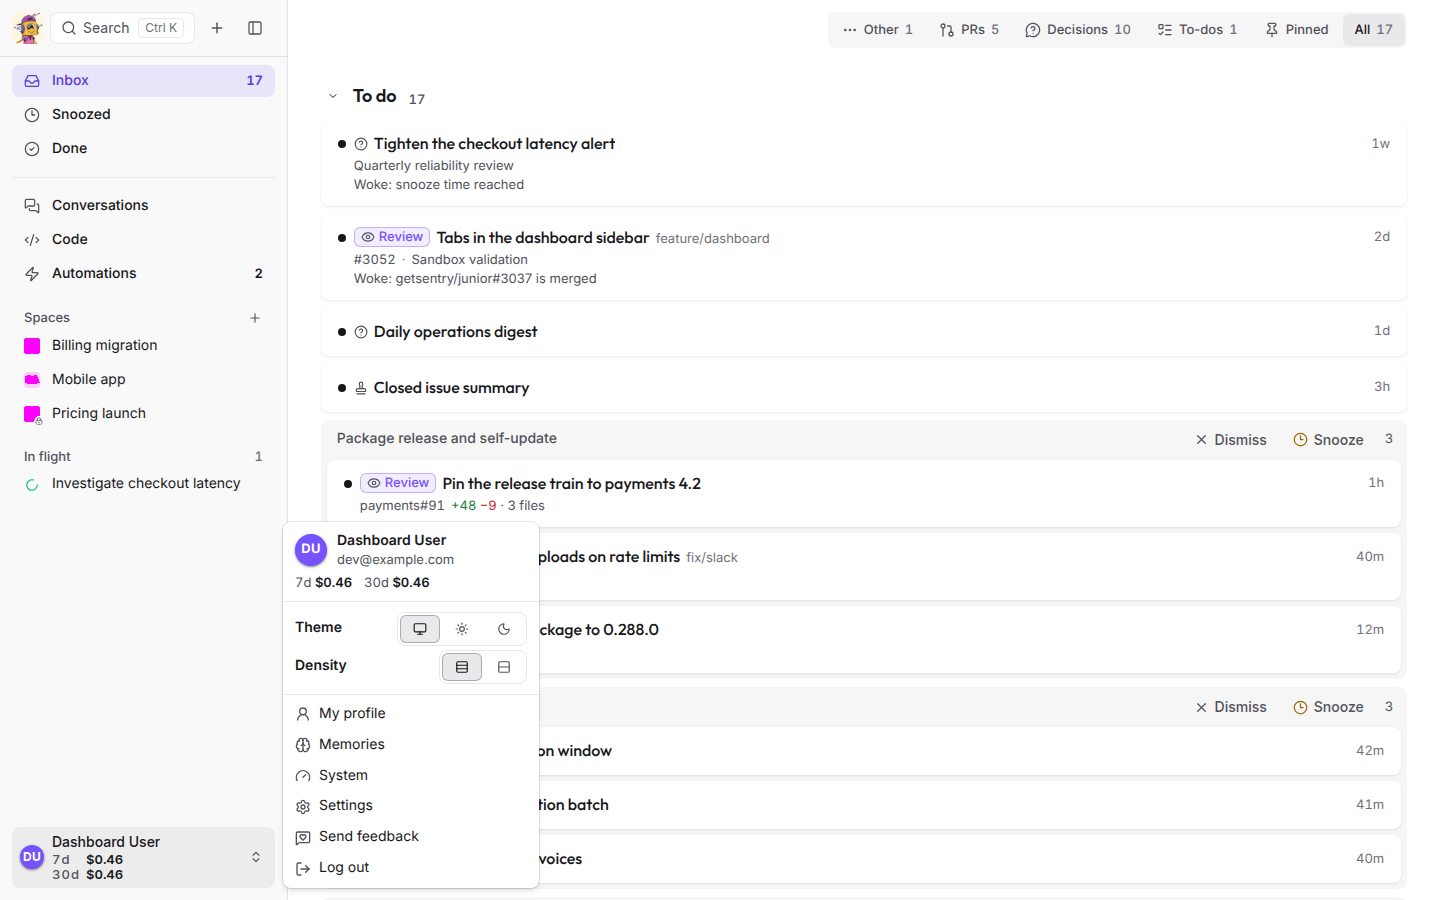 Search Ctrl K
Inbox 17
Snoozed
Done
Conversations
Code
Automations 2
Spaces
Billing migration
Mobile app
Pricing launch
In flight 1
Investigate checkout latency
Dashboard User
7d $0.46
30d $0.46
Other 1 PRs 5 Decisions 10 To-dos 1 Pinned All 17
To do 17
Tighten the checkout latency alert 1w
Quarterly reliability review
Woke: snooze time reached
Review Tabs in the dashboard sidebar feature/dashboard 2d
#3052 · Sandbox validation
Woke: getsentry/junior#3037 is merged
Daily operations digest 1d
Closed issue summary 3h
Package release and self-update Dismiss Snooze 3
Review Pin the release train to payments 4.2 1h
payments#91 +48 −9 · 3 files
ploads on rate limits fix/slack 40m
ckage to 0.288.0 12m
Dismiss Snooze 3
on window 42m
tion batch 41m
voices 40m
DU Dashboard User
dev@example.com
7d $0.46 30d $0.46
Theme
Density
My profile
Memories
System
Settings
Send feedback
Log out
DU